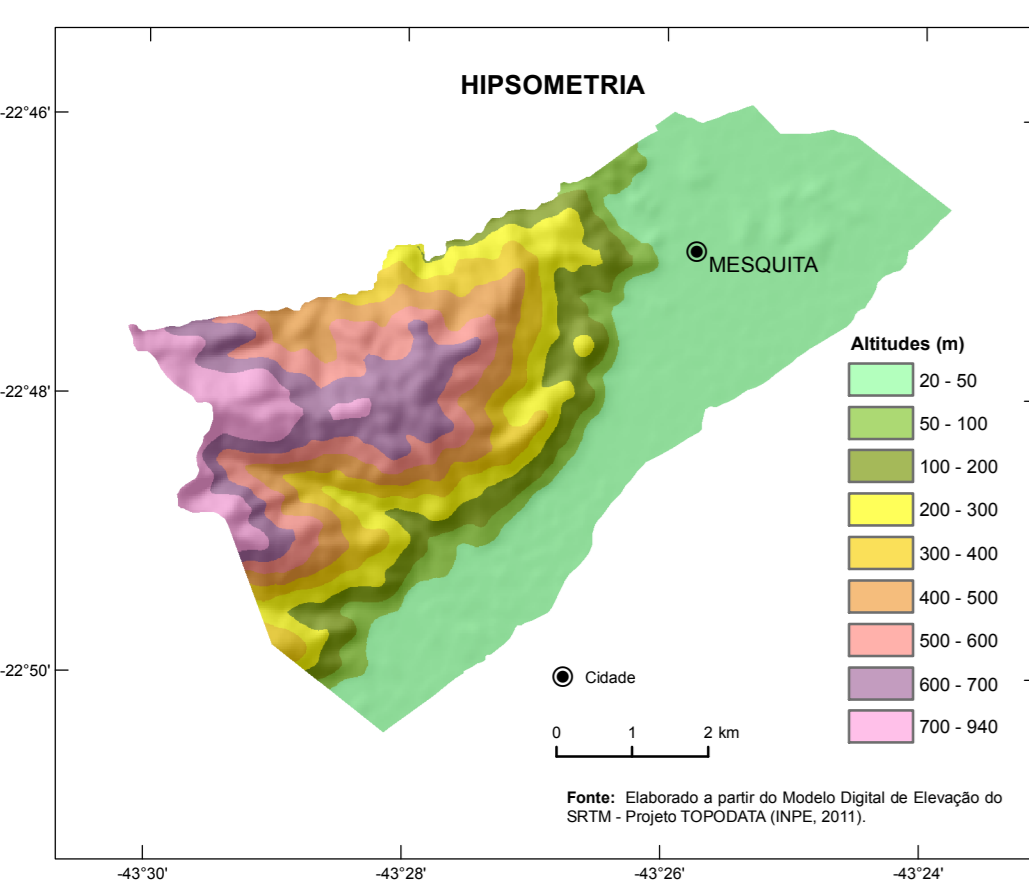 HIPSOMETRIA
-22°46'
MESQUITA
Altitudes (m)
20 - 50
-22°48'
50 - 100
100 - 200
200 - 300
300 - 400
400 - 500
500 - 600
-22°50'
Cidade
600 - 700
700 - 940
0 1 2 km
Fonte: Elaborado a partir do Modelo Digital de Elevação do
SRTM - Projeto TOPODATA (INPE, 2011).
-43°30' -43°28' -43°26' -43°24'